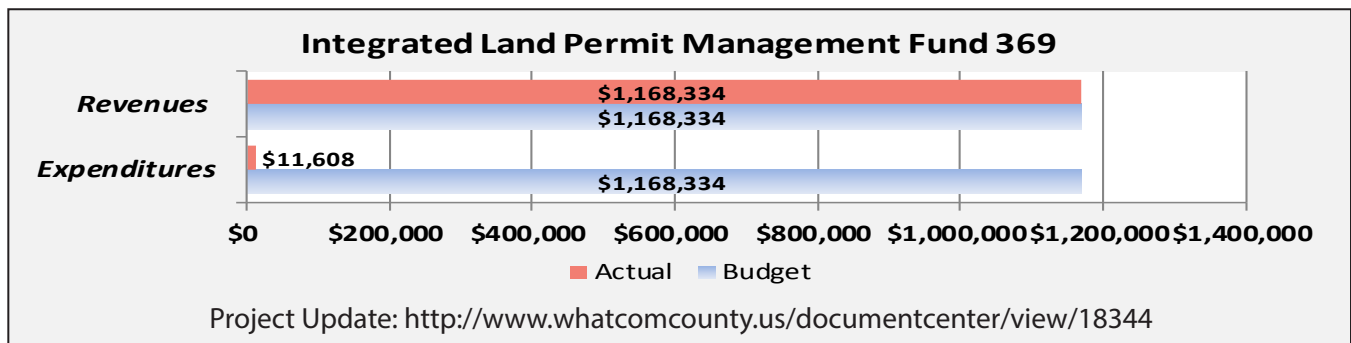 Integrated Land Permit Management Fund 369
Revenues
$1,168,334
$1,168,334
Expenditures
$11,608
$1,168,334
$0 $200,000 $400,000 $600,000 $800,000 $1,000,000 $1,200,000 $1,400,000
Actual Budget
Project Update: http://www.whatcomcounty.us/documentcenter/view/18344